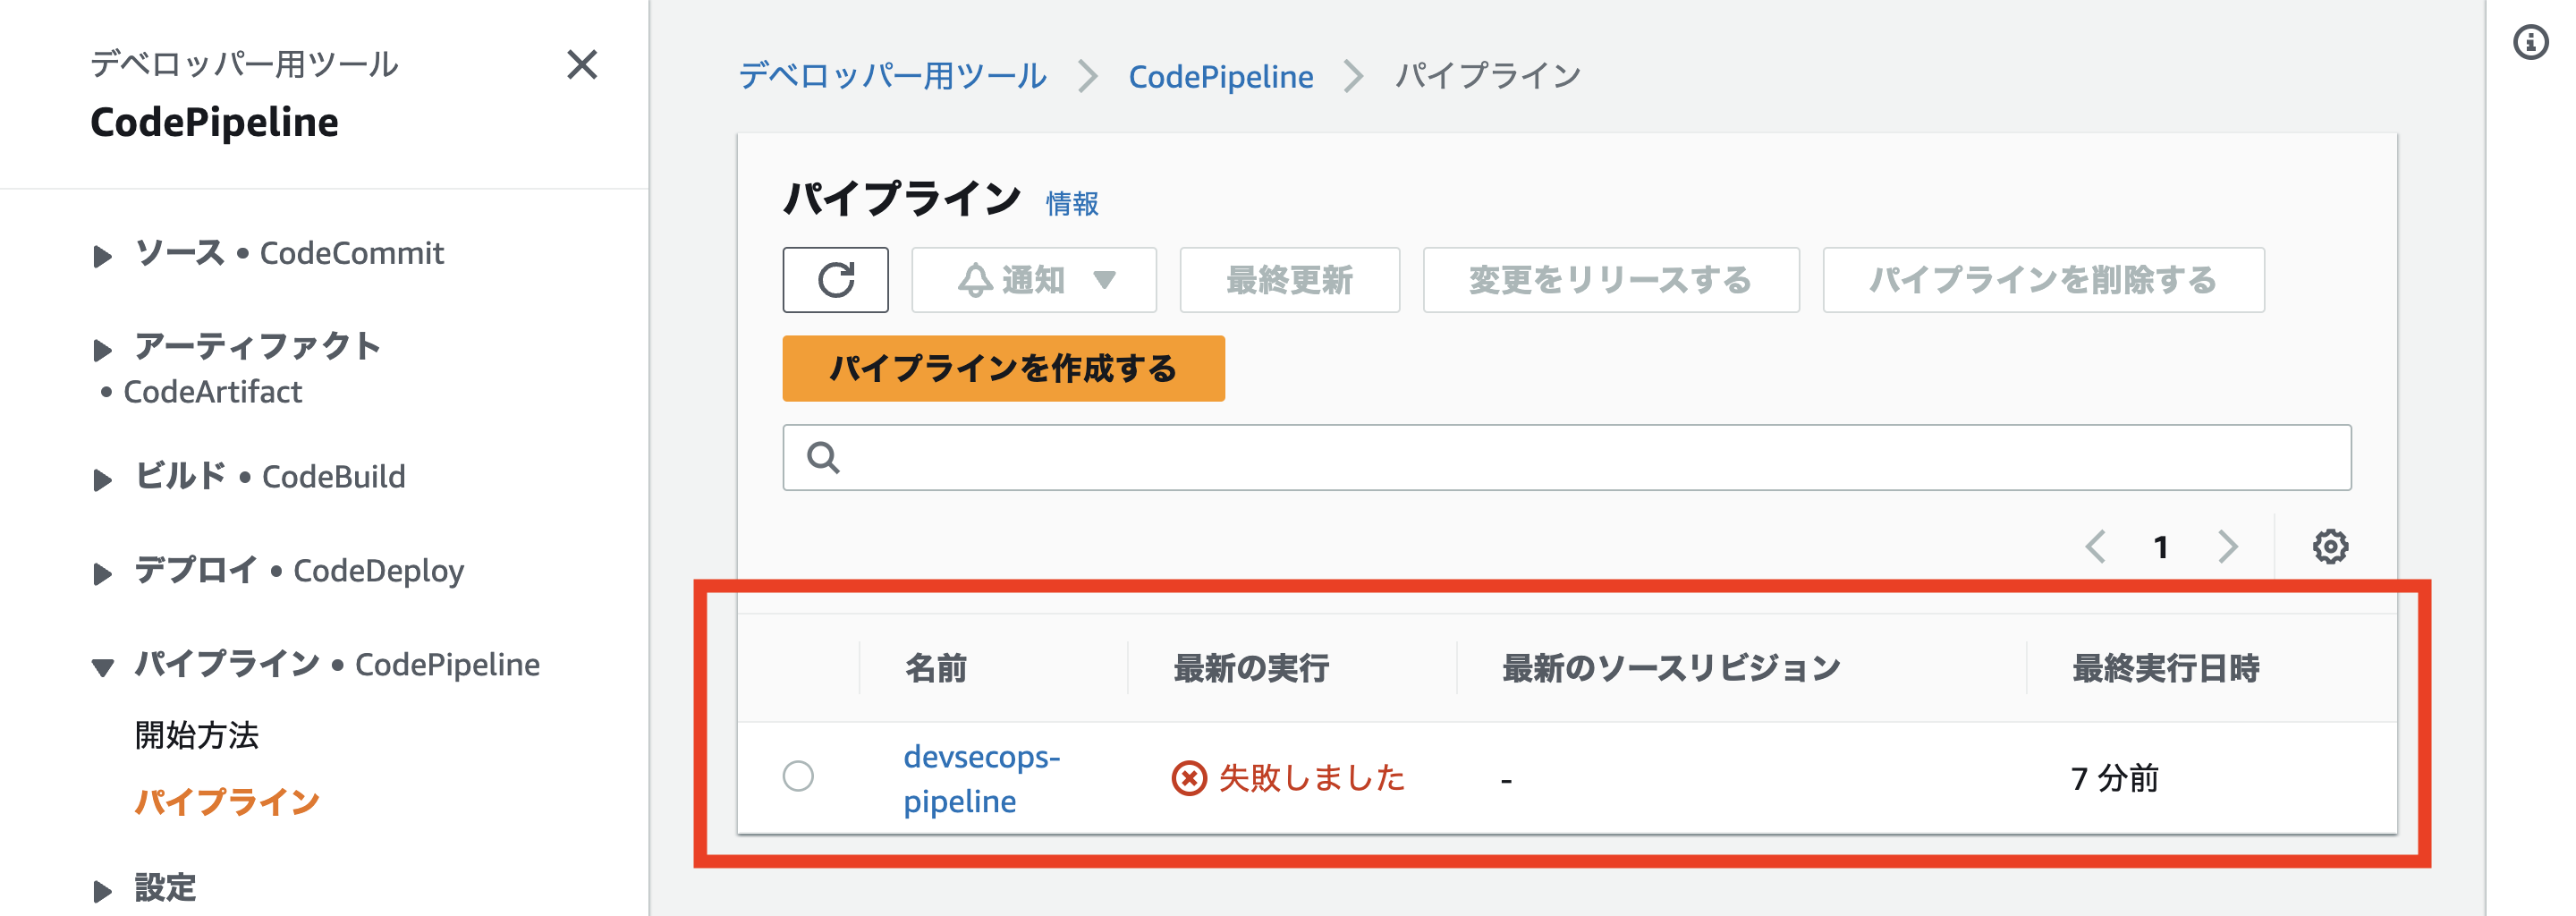 デベロッパー用ツール
CodePipeline
ソース • CodeCommit
アーティファクト
• CodeArtifact
ビルド • CodeBuild
デプロイ • CodeDeploy
パイプライン • CodePipeline
開始方法
パイプライン
設定
デベロッパー用ツール > CodePipeline > パイプライン
パイプライン 情報
通知 最終更新 変更をリリースする パイプラインを削除する
パイプラインを作成する
1
名前 最新の実行 最新のソースリビジョン 最終実行日時
devsecops-
pipeline
失敗しました - 7 分前